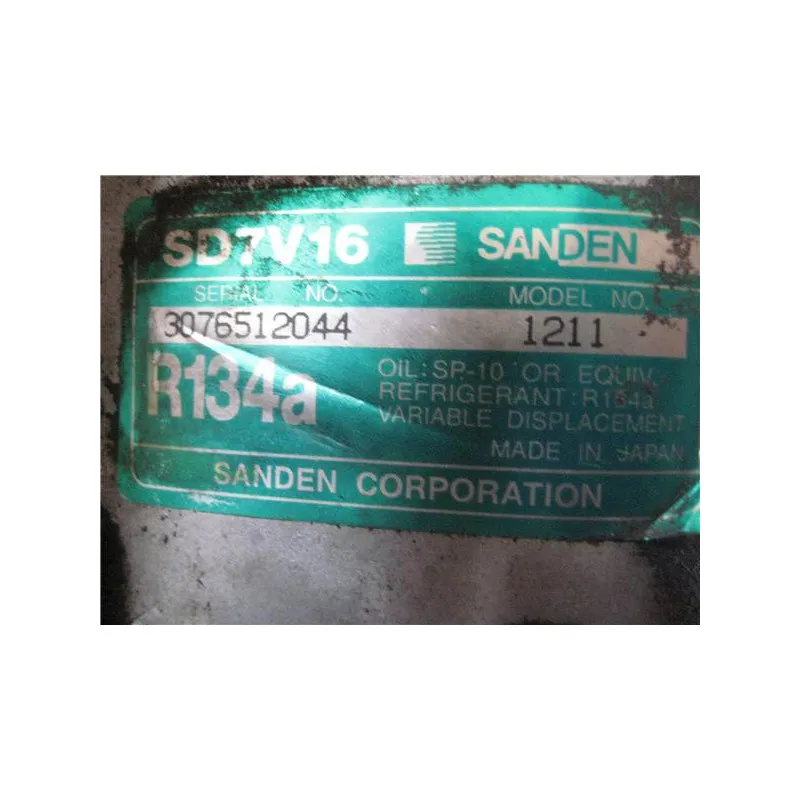 SD7V16 SANDEN
SERIAL NO. MODEL NO.
3076512044 1211
R134a
OIL: SP-10 OR EQUIV.
REFRIGERANT: R134a
VARIABLE DISPLACEMENT
MADE IN JAPAN
SANDEN CORPORATION